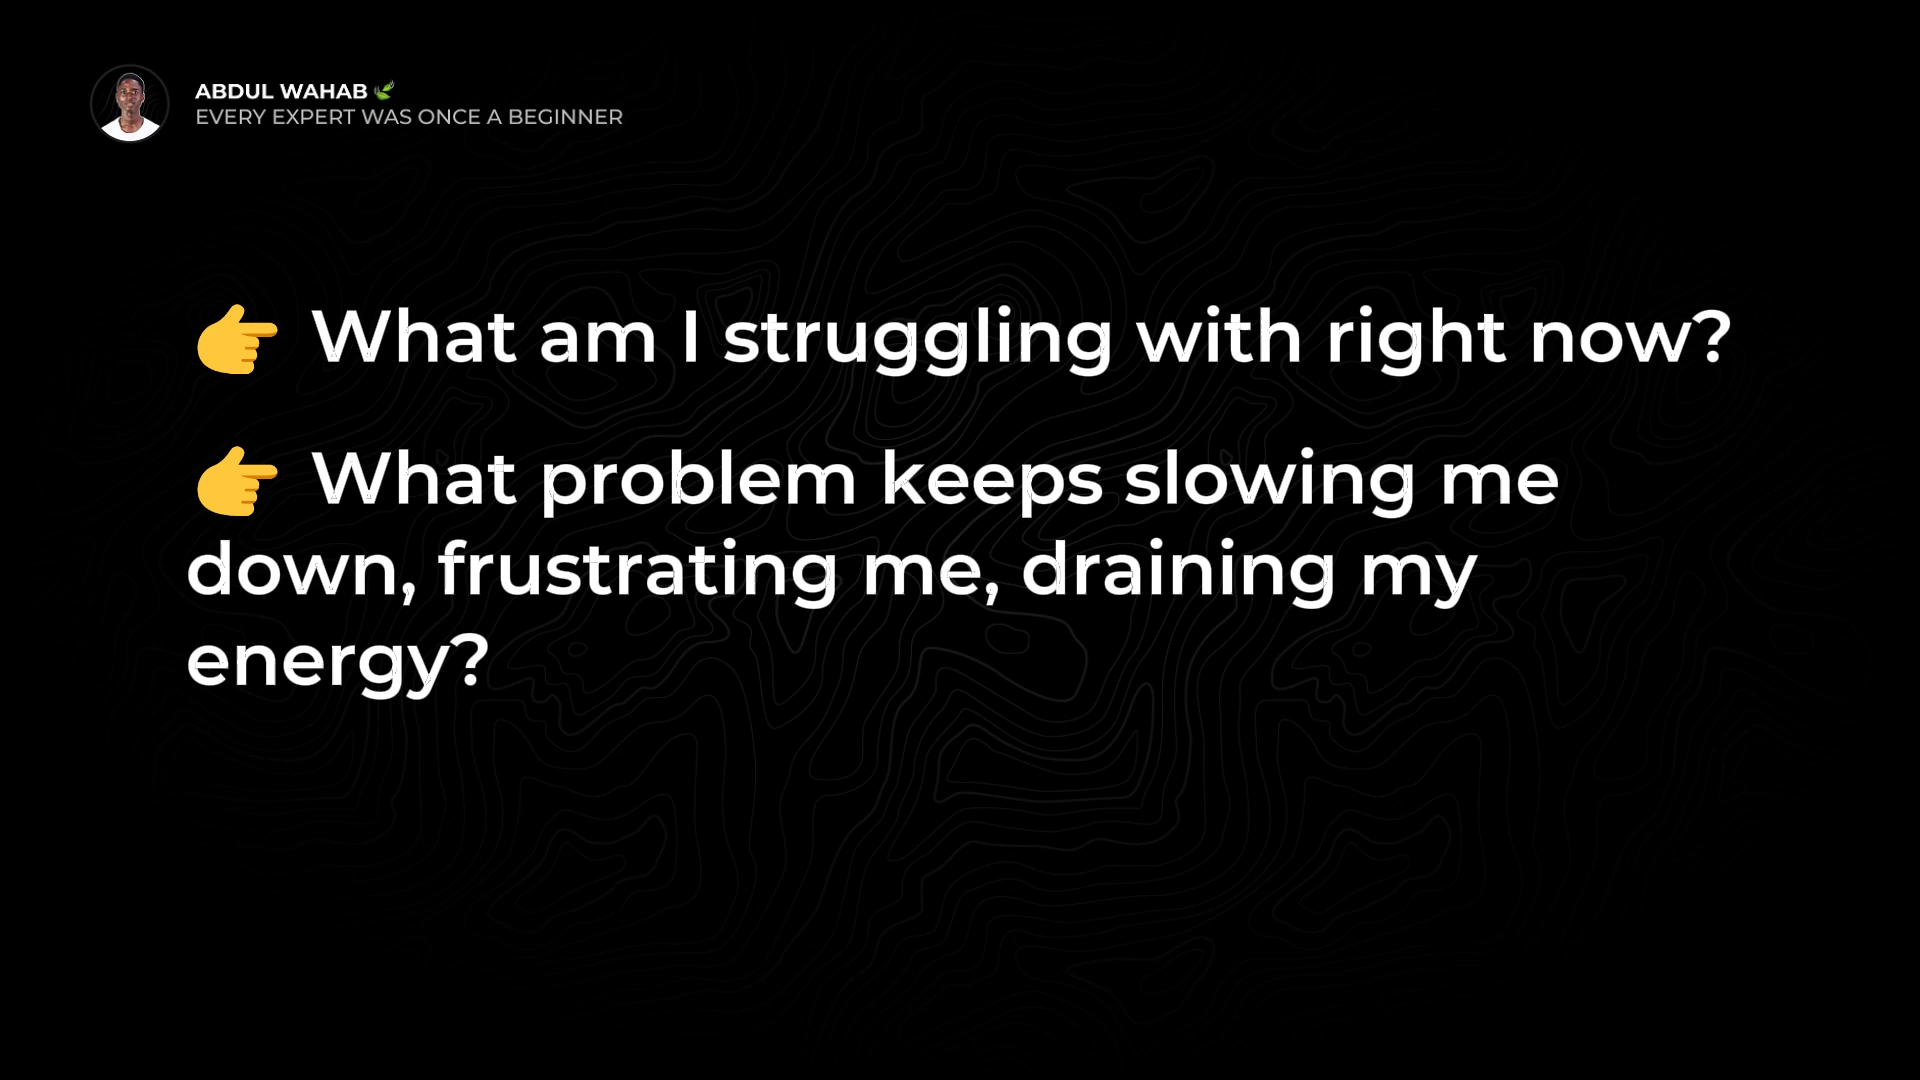 ABDUL WAHAB 🌿
EVERY EXPERT WAS ONCE A BEGINNER
👉 What am I struggling with right now?
👉 What problem keeps slowing me
down, frustrating me, draining my
energy?